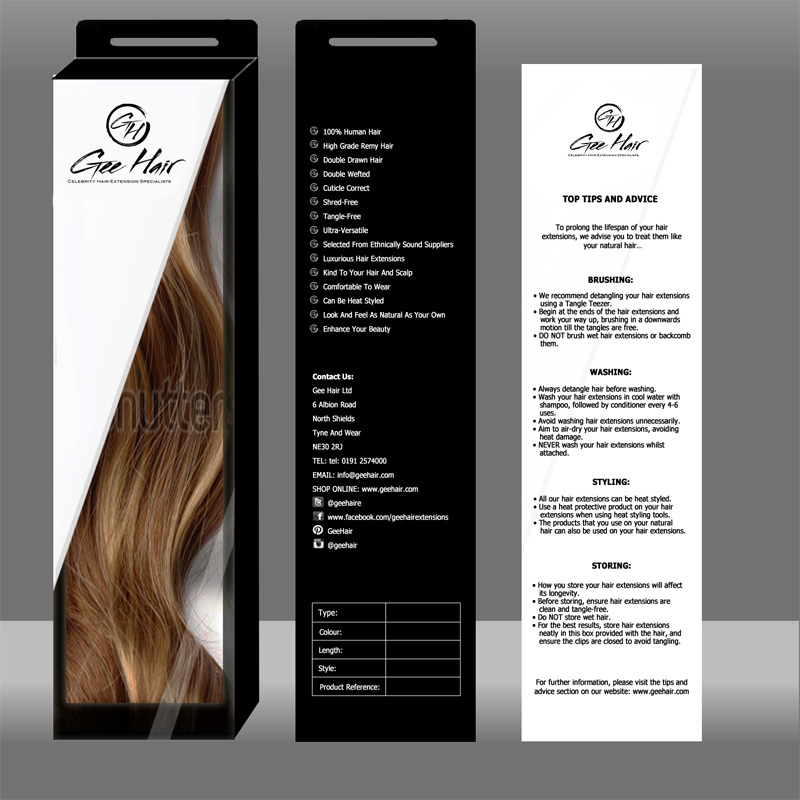 GH
Gee Hair
CELEBRITY HAIR EXTENSION SPECIALISTS
100% Human Hair
High Grade Remy Hair
Double Drawn Hair
Double Wefted
Cuticle Correct
Shred-Free
Tangle-Free
Ultra-Versatile
Selected From Ethnically Sound Suppliers
Luxurious Hair Extensions
Kind To Your Hair And Scalp
Comfortable To Wear
Can Be Heat Styled
Look And Feel As Natural As Your Own
Enhance Your Beauty
Contact Us:
Gee Hair Ltd
6 Albion Road
North Shields
Tyne And Wear
NE30 2RJ
TEL: tel: 0191 2574000
EMAIL: info@geehair.com
SHOP ONLINE: www.geehair.com
@geehaire
www.facebook.com/geehairextensions
GeeHair
@geehair
Type:
Colour:
Length:
Style:
Product Reference:
GH
Gee Hair
CELEBRITY HAIR EXTENSION SPECIALISTS
TOP TIPS AND ADVICE
To prolong the lifespan of your hair
extensions, we advise you to treat them like
your natural hair...
BRUSHING:
• We recommend detangling your hair extensions
using a Tangle Teezer.
• Begin at the ends of the hair extensions and
work your way up, brushing in a downwards
motion till the tangles are free.
• DO NOT brush wet hair extensions or backcomb
them.
WASHING:
• Always detangle hair before washing.
• Wash your hair extensions in cool water with
shampoo, followed by conditioner every 4-6
uses.
• Avoid washing hair extensions unnecessarily.
• Aim to air-dry your hair extensions, avoiding
heat damage.
• NEVER wash your hair extensions whilst
attached.
STYLING:
• All our hair extensions can be heat styled.
• Use a heat protective product on your hair
extensions when using heat styling tools.
• The products that you use on your natural
hair can also be used on your hair extensions.
STORING:
• How you store your hair extensions will affect
its longevity.
• Before storing, ensure hair extensions are
clean and tangle-free.
• Do NOT store wet hair.
• For the best results, store hair extensions
neatly in this box provided with the hair, and
ensure the clips are closed to avoid tangling.
For further information, please visit the tips and
advice section on our website: www.geehair.com